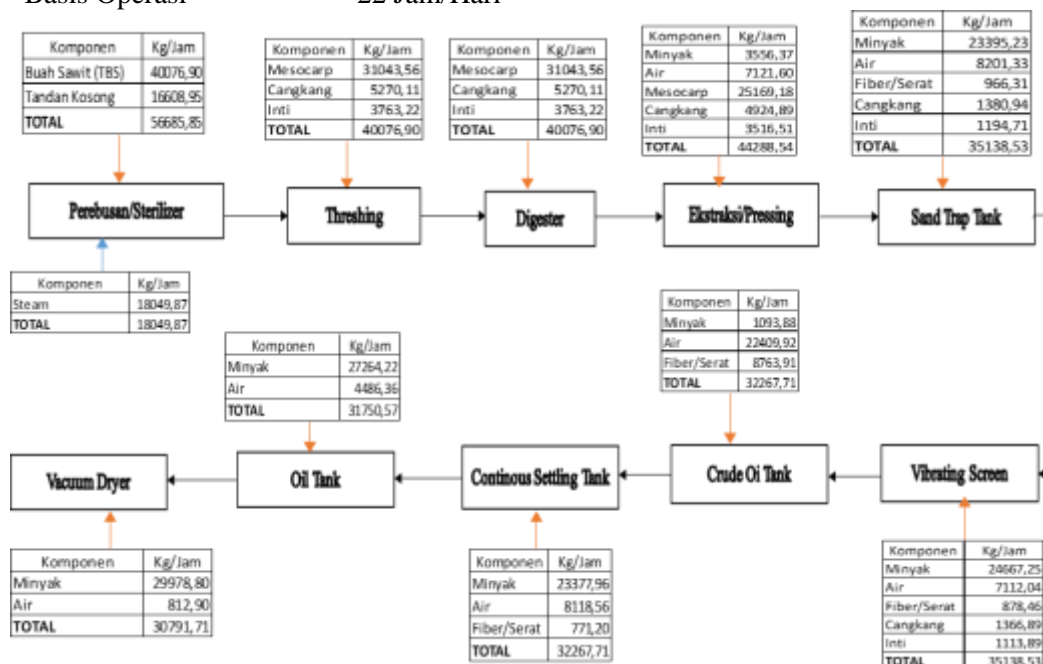 Basis Operasi 22 Jam/Hari
Komponen Kg/Jam
Buah Sawit (TBS) 40076,90
Tandan Kosong 16608,95
TOTAL 56685,85
Komponen Kg/Jam
Mesocarp 31043,56
Cangkang 5270,11
Inti 3763,22
TOTAL 40076,90
Komponen Kg/Jam
Mesocarp 31043,56
Cangkang 5270,11
Inti 3763,22
TOTAL 40076,90
Komponen Kg/Jam
Minyak 3556,37
Air 7121,60
Mesocarp 25169,18
Cangkang 4924,89
Inti 3516,51
TOTAL 44288,54
Komponen Kg/Jam
Minyak 23395,23
Air 8201,33
Fiber/Serat 966,31
Cangkang 1380,94
Inti 1194,71
TOTAL 35138,53
Perebusan/Sterilizer
Threshing
Digester
Ekstraksi/Pressing
Sand Trap Tank
Komponen Kg/Jam
Steam 18049,87
TOTAL 18049,87
Komponen Kg/Jam
Minyak 27264,22
Air 4486,36
TOTAL 31750,57
Komponen Kg/Jam
Minyak 1093,88
Air 22409,92
Fiber/Serat 8763,91
TOTAL 32267,71
Vacuum Dryer
Oil Tank
Continous Settling Tank
Crude Oi Tank
Vibrating Screen
Komponen Kg/Jam
Minyak 29978,80
Air 812,90
TOTAL 30791,71
Komponen Kg/Jam
Minyak 23377,96
Air 8118,56
Fiber/Serat 771,20
TOTAL 32267,71
Komponen Kg/Jam
Minyak 24667,25
Air 7112,04
Fiber/Serat 878,46
Cangkang 1366,89
Inti 1113,89
TOTAL 35138,53